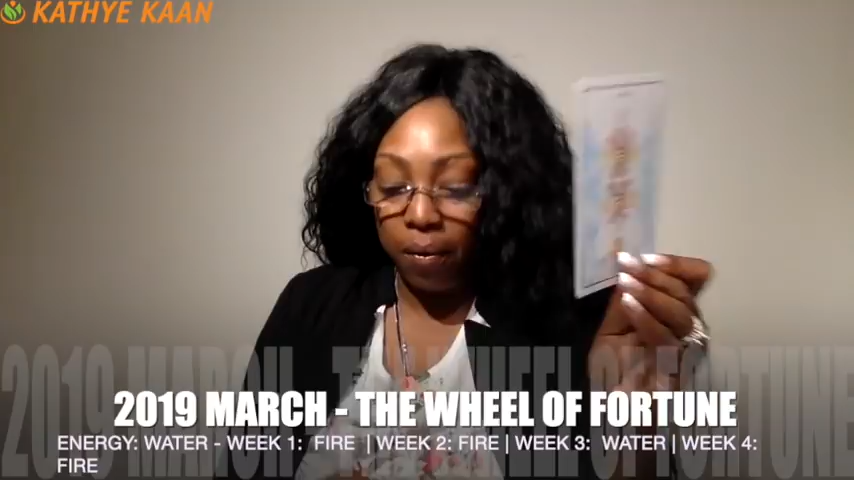 KATHYE KAAN
2019 MARCH - THE WHEEL OF FORTUNE
ENERGY: WATER - WEEK 1: FIRE | WEEK 2: FIRE | WEEK 3: WATER | WEEK 4:
FIRE